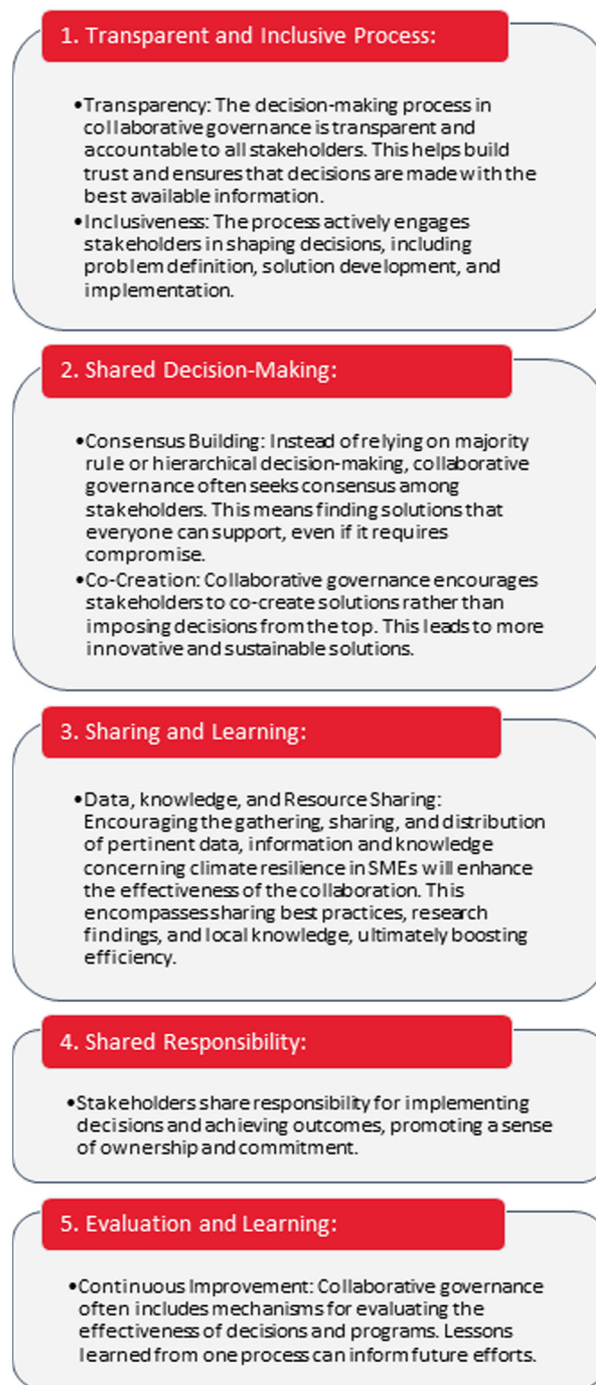 1. Transparent and Inclusive Process:
•Transparency: The decision-making process in
collaborative governance is transparent and
accountable to all stakeholders. This helps build
trust and ensures that decisions are made with the
best available information.
•Inclusiveness: The process actively engages
stakeholders in shaping decisions, including
problem definition, solution development, and
implementation.
2. Shared Decision-Making:
•Consensus Building: Instead of relying on majority
rule or hierarchical decision-making, collaborative
governance often seeks consensus among
stakeholders. This means finding solutions that
everyone can support, even if it requires
compromise.
•Co-Creation: Collaborative governance encourages
stakeholders to co-create solutions rather than
imposing decisions from the top. This leads to more
innovative and sustainable solutions.
3. Sharing and Learning:
•Data, knowledge, and Resource Sharing:
Encouraging the gathering, sharing, and distribution
of pertinent data, information and knowledge
concerning climate resilience in SMEs will enhance
the effectiveness of the collaboration. This
encompasses sharing best practices, research
findings, and local knowledge, ultimately boosting
efficiency.
4. Shared Responsibility:
•Stakeholders share responsibility for implementing
decisions and achieving outcomes, promoting a sense
of ownership and commitment.
5. Evaluation and Learning:
•Continuous Improvement: Collaborative governance
often includes mechanisms for evaluating the
effectiveness of decisions and programs. Lessons
learned from one process can inform future efforts.